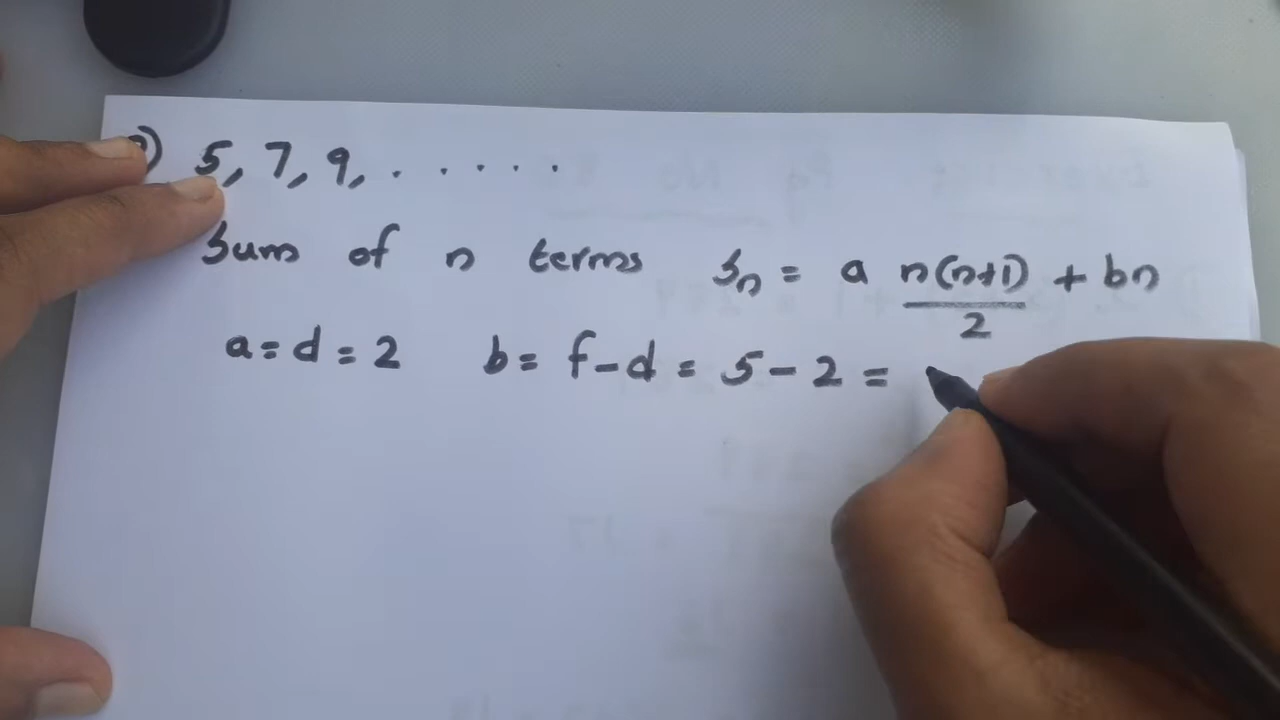 ) 5, 7, 9, . . . . .
Sum of n terms Sn = a n(n+1)/2 + bn
a = d = 2 b = f - d = 5 - 2 =